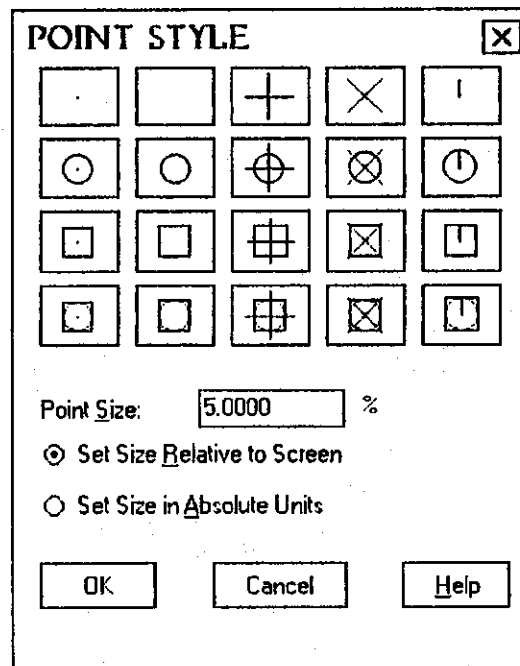 POINT STYLE
Point Size: 5.0000 %
Set Size Relative to Screen
Set Size in Absolute Units
OK Cancel Help